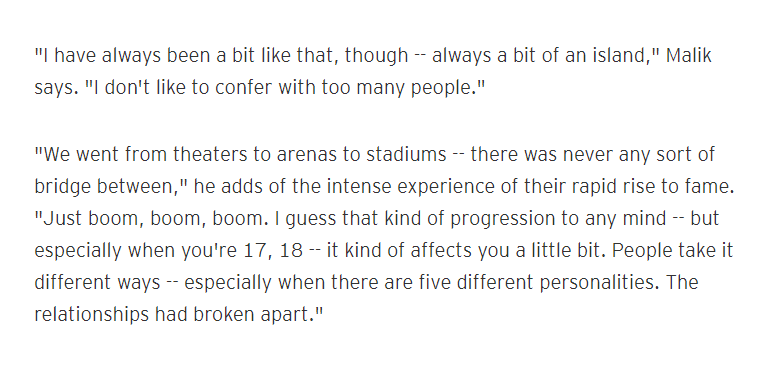 "I have always been a bit like that, though -- always a bit of an island," Malik
says. "I don't like to confer with too many people."
"We went from theaters to arenas to stadiums -- there was never any sort of
bridge between," he adds of the intense experience of their rapid rise to fame.
"Just boom, boom, boom. I guess that kind of progression to any mind -- but
especially when you're 17, 18 -- it kind of affects you a little bit. People take it
different ways -- especially when there are five different personalities. The
relationships had broken apart."